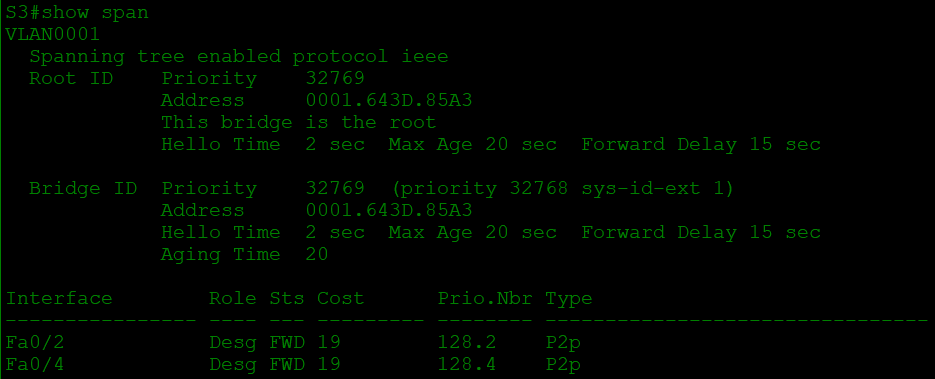 S3#show span
VLAN0001
  Spanning tree enabled protocol ieee
  Root ID    Priority    32769
             Address     0001.643D.85A3
             This bridge is the root
             Hello Time  2 sec  Max Age 20 sec  Forward Delay 15 sec

  Bridge ID  Priority    32769  (priority 32768 sys-id-ext 1)
             Address     0001.643D.85A3
             Hello Time  2 sec  Max Age 20 sec  Forward Delay 15 sec
             Aging Time  20

Interface        Role Sts Cost      Prio.Nbr Type
---------------- ---- --- --------- -------- --------------------------------
Fa0/2            Desg FWD 19        128.2    P2p
Fa0/4            Desg FWD 19        128.4    P2p